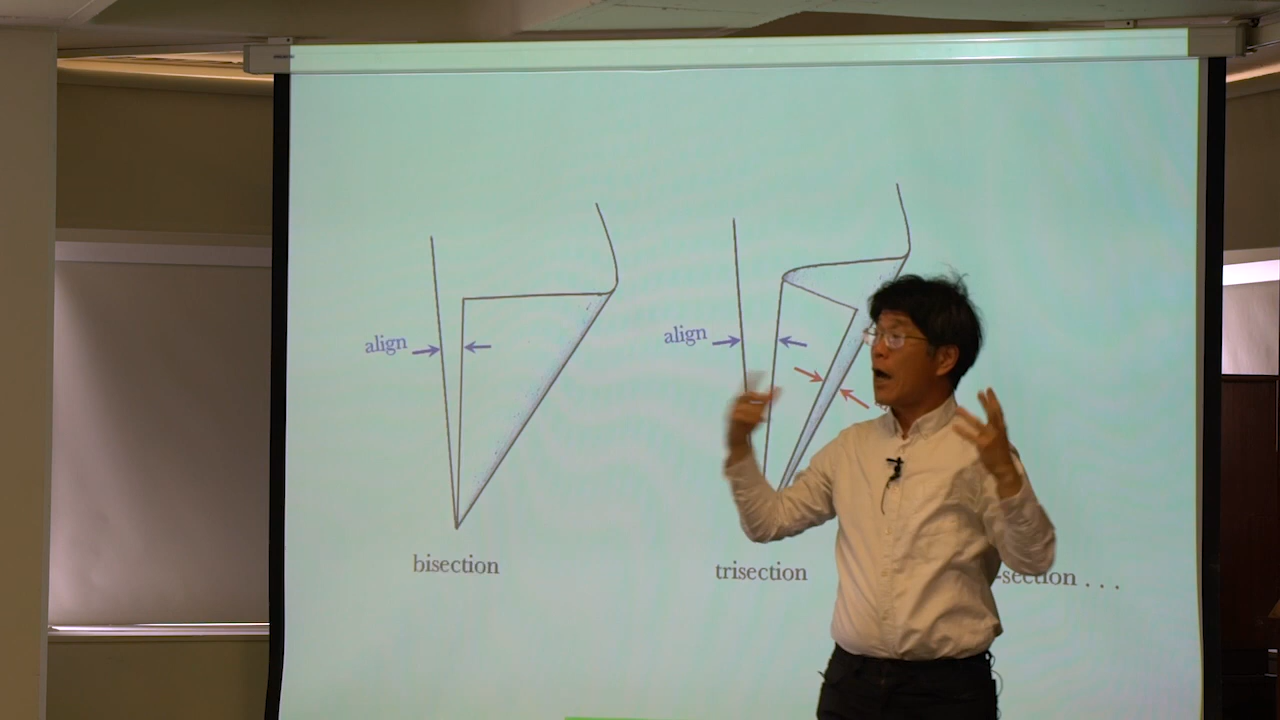 align
align
bisection
trisection
-section . . .